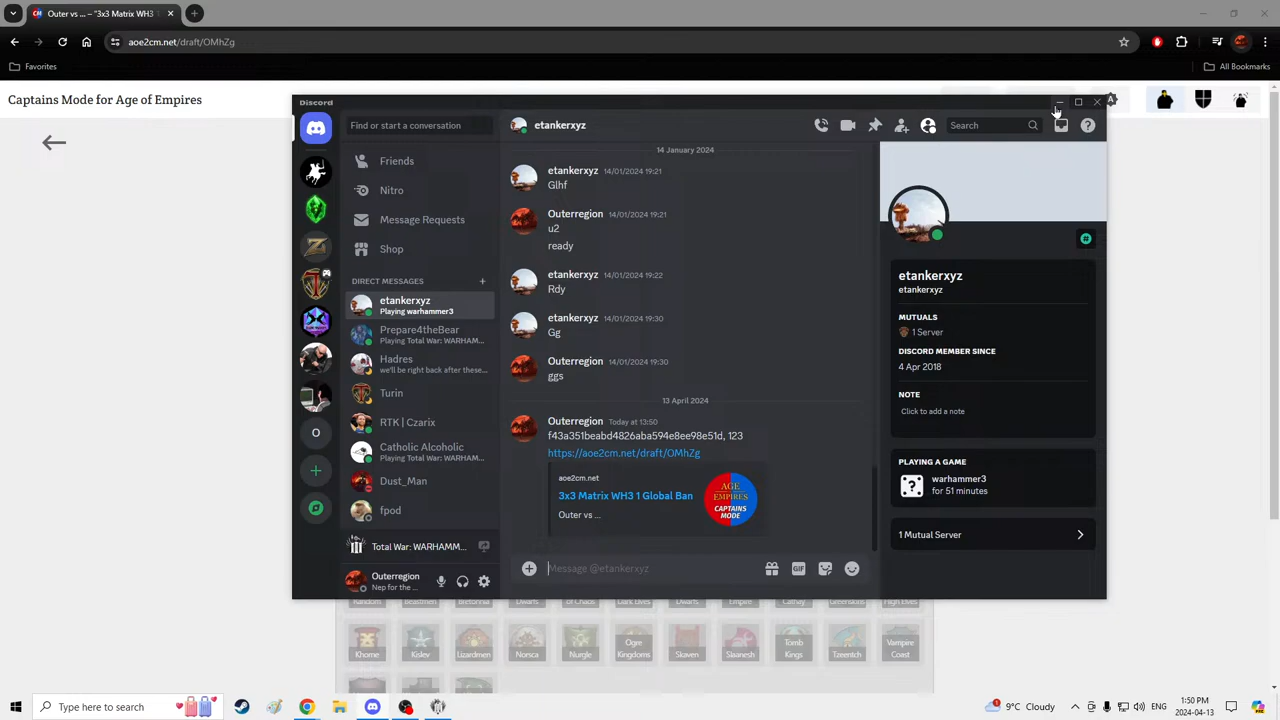 Outer vs ... – "3x3 Matrix WH3
aoe2cm.net/draft/OMhZg
Favorites
All Bookmarks
Captains Mode for Age of Empires
Discord
Find or start a conversation
etankerxyz
Search
Friends
Nitro
Message Requests
Shop
DIRECT MESSAGES
etankerxyz
Playing warhammer3
Prepare4theBear
Playing Total War: WARHAM...
Hadres
we'll be right back after these...
Turin
RTK | Czarix
Catholic Alcoholic
Playing Total War: WARHAM...
Dust_Man
fpod
Total War: WARHAMM...
Outerregion
Nep for the ...
O
14 January 2024
etankerxyz 14/01/2024 19:21
Glhf
Outerregion 14/01/2024 19:21
u2
ready
etankerxyz 14/01/2024 19:22
Rdy
etankerxyz 14/01/2024 19:30
Gg
Outerregion 14/01/2024 19:30
ggs
13 April 2024
Outerregion Today at 13:50
f43a351beabd4826aba594e8ee98e51d, 123
https://aoe2cm.net/draft/OMhZg
aoe2cm.net
3x3 Matrix WH3 1 Global Ban
Outer vs ...
AGE
EMPIRES
CAPTAINS
MODE
Message @etankerxyz
GIF
etankerxyz
etankerxyz
MUTUALS
1 Server
DISCORD MEMBER SINCE
4 Apr 2018
NOTE
Click to add a note
PLAYING A GAME
warhammer3
for 51 minutes
1 Mutual Server
Khorne
Kislev
Lizardmen
Norsca
Nurgle
Ogre
Kingdoms
Skaven
Slaanesh
Tomb
Kings
Tzeentch
Vampire
Coast
Type here to search
9°C Cloudy
ENG
1:50 PM
2024-04-13